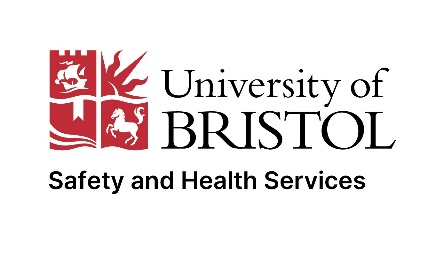 University of
BRISTOL
Safety and Health Services